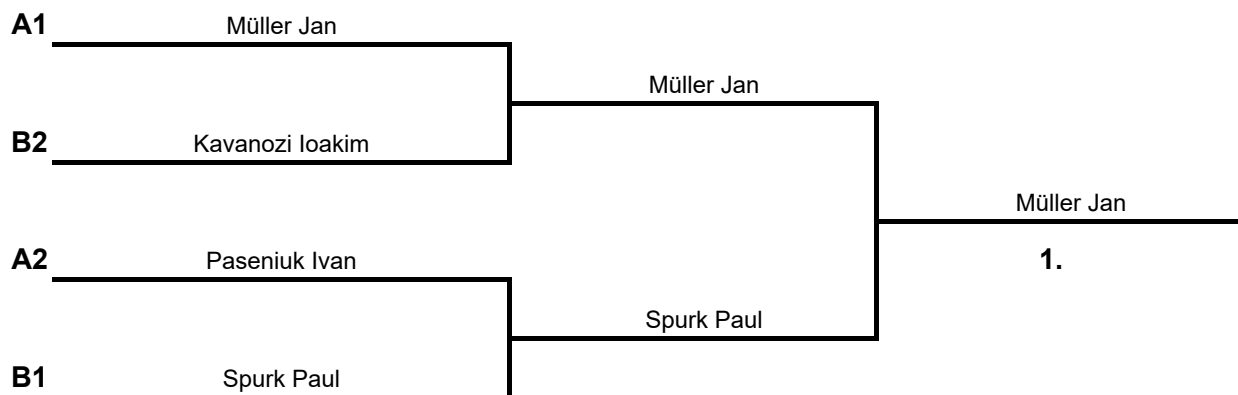 A1 Müller Jan
Müller Jan
B2 Kavanozi Ioakim
Müller Jan
A2 Paseniuk Ivan
1.
Spurk Paul
B1 Spurk Paul